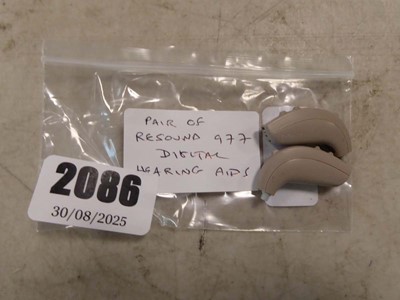 PAIR OF
RESOUND 977
DIGITAL
HEARING AIDS
2086
30/08/2025